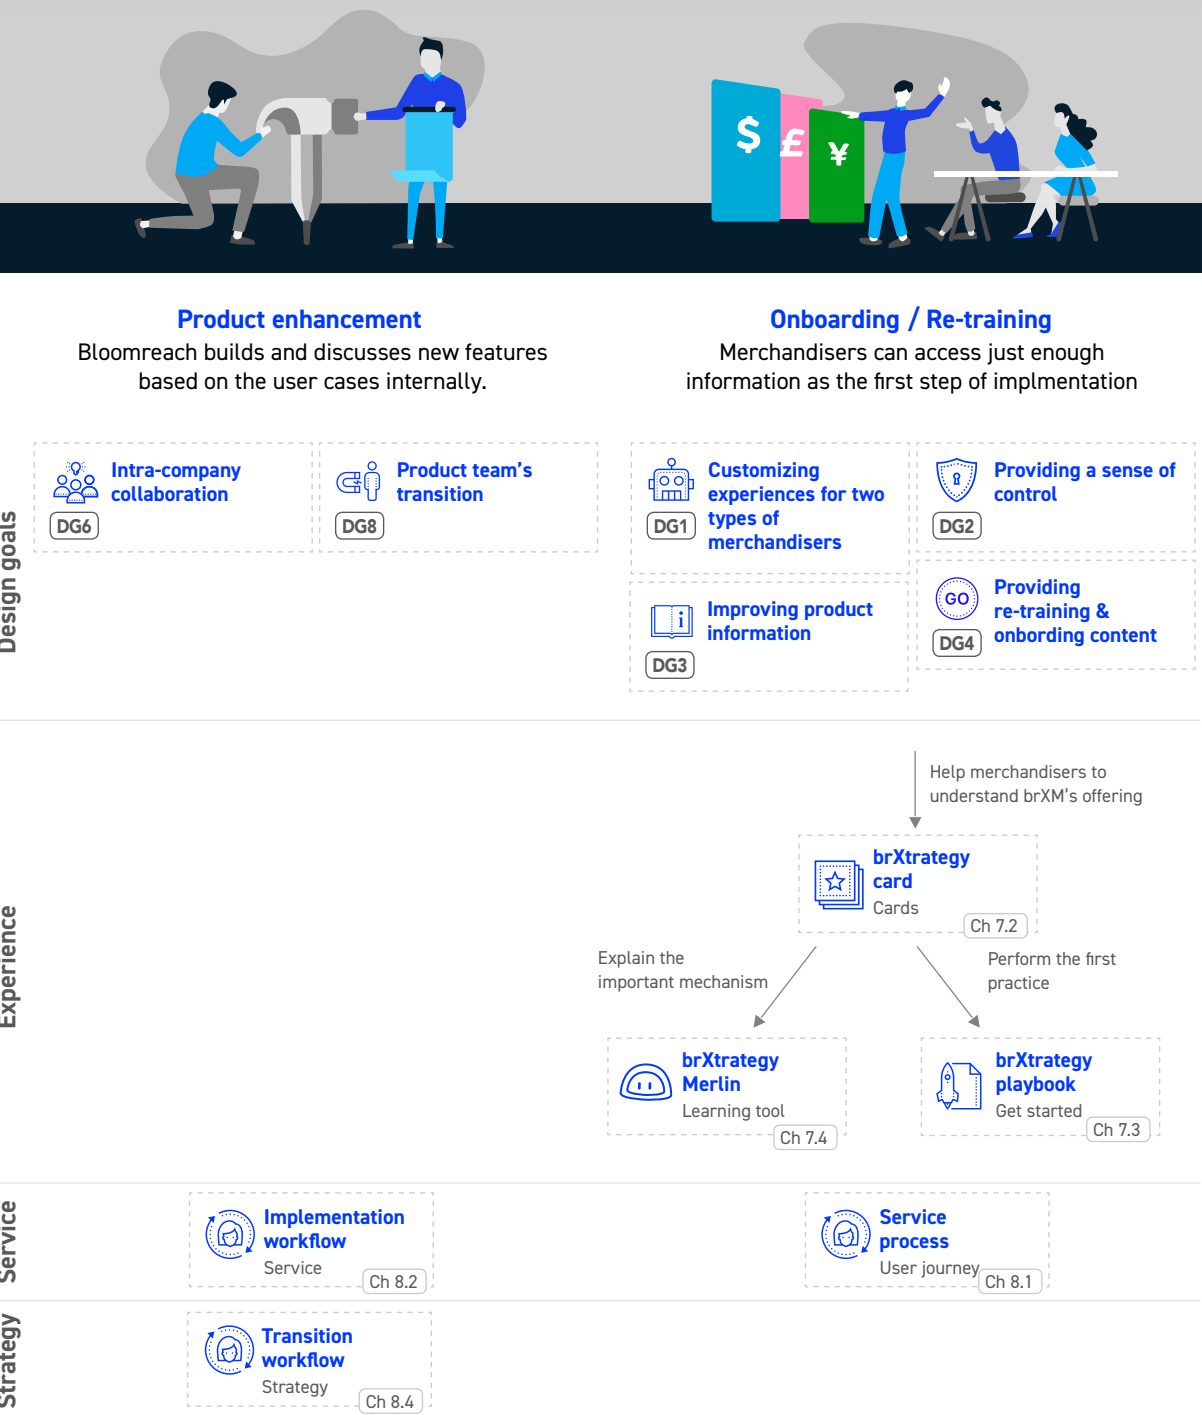 $
£
¥
Product enhancement
Bloomreach builds and discusses new features
based on the user cases internally.
Onboarding / Re-training
Merchandisers can access just enough
information as the first step of implmentation
Design goals
Intra-company
collaboration
DG6
Product team's
transition
DG8
Customizing
experiences for two
types of
merchandisers
DG1
Providing a sense of
control
DG2
i
Improving product
information
DG3
GO
Providing
re-training &
onbording content
DG4
Experience
Help merchandisers to
understand brXM's offering
brXtrategy
card
Cards
Ch 7.2
Explain the
important mechanism
Perform the first
practice
brXtrategy
Merlin
Learning tool
Ch 7.4
brXtrategy
playbook
Get started
Ch 7.3
Service
Implementation
workflow
Service
Ch 8.2
Service
process
User journey
Ch 8.1
Strategy
Transition
workflow
Strategy
Ch 8.4